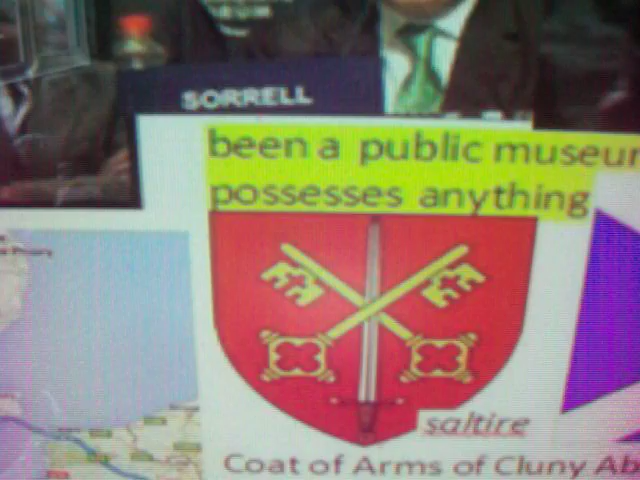 SORRELL
been a public museu
possesses anything
saltire
Coat of Arms of Cluny Ab